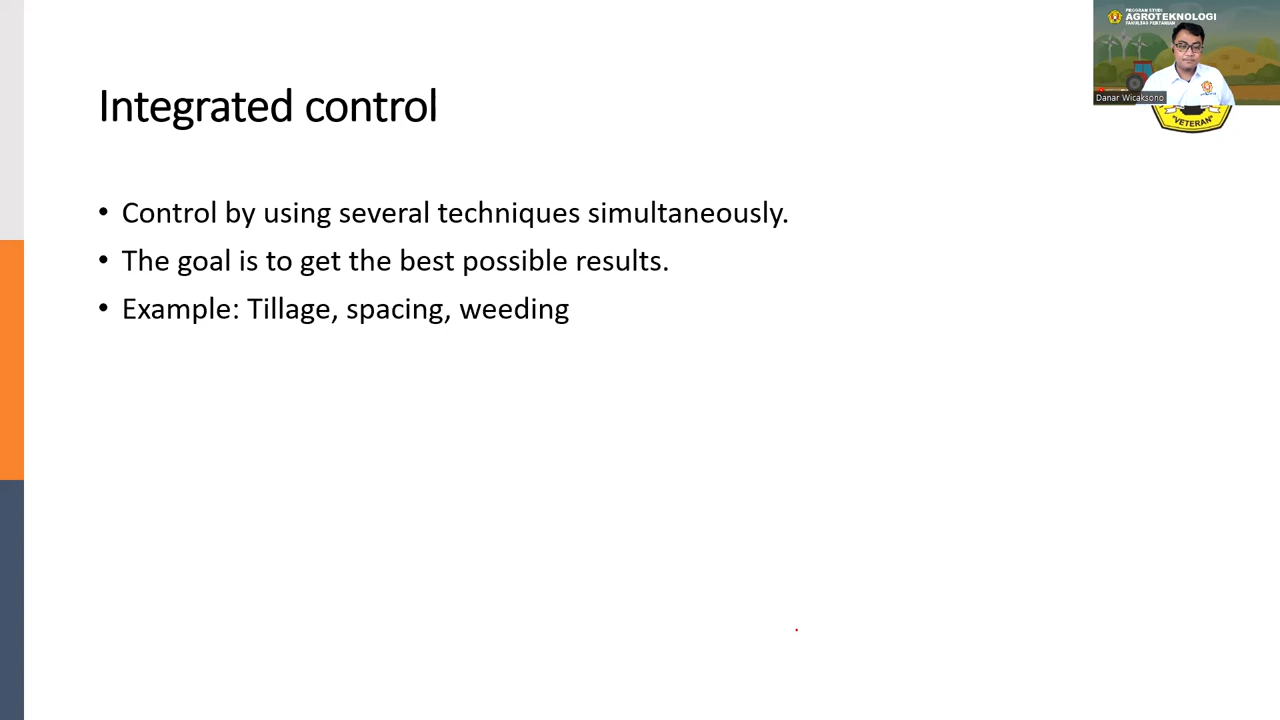 PROGRAM STUDI
AGROTEKNOLOGI
FAKULTAS PERTANIAN
Danar Wicaksono
"VETERAN"
Integrated control
• Control by using several techniques simultaneously.
• The goal is to get the best possible results.
• Example: Tillage, spacing, weeding